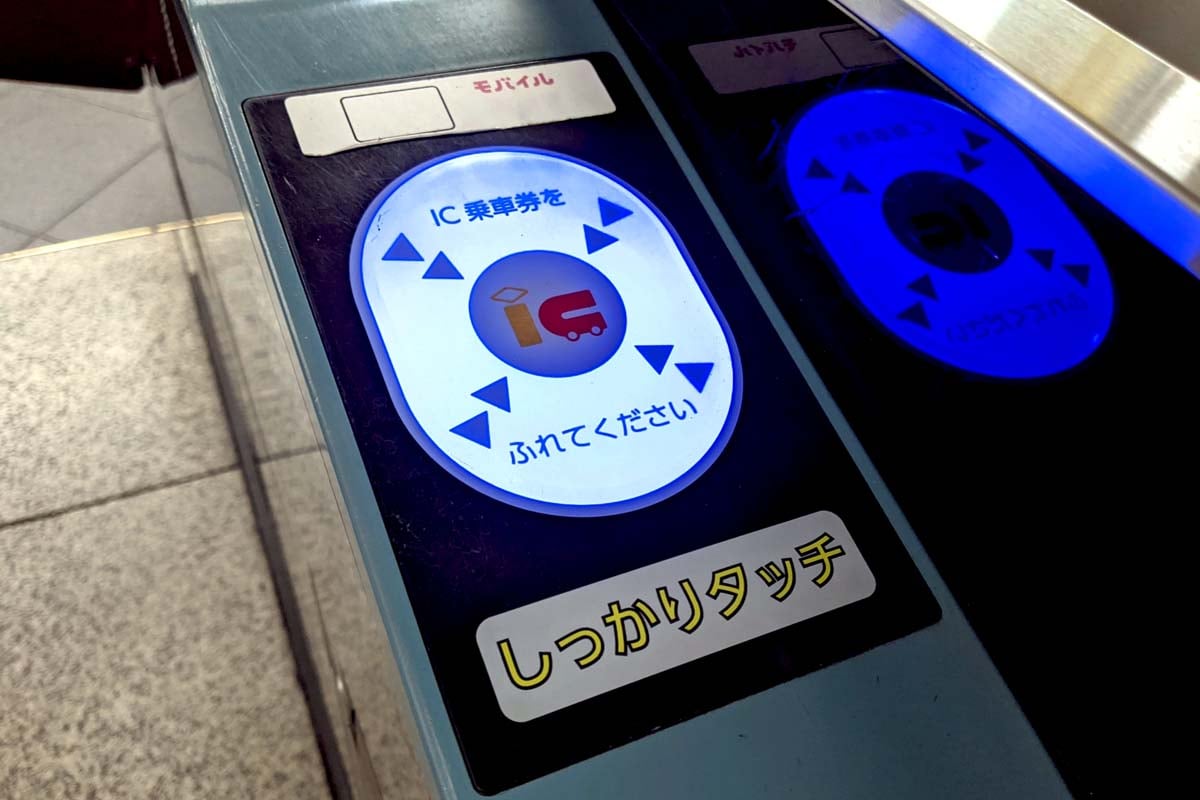 モバイル
IC 乗車券を
IC
ふれてください
しっかりタッチ